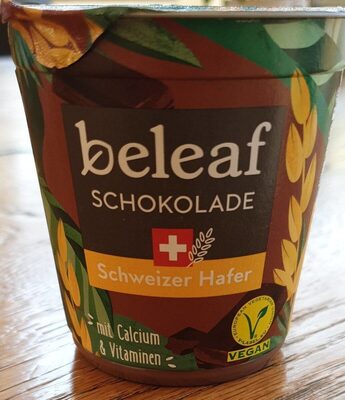 beleaf
SCHOKOLADE
Schweizer Hafer
mit Calcium
& Vitaminen
VEGAN